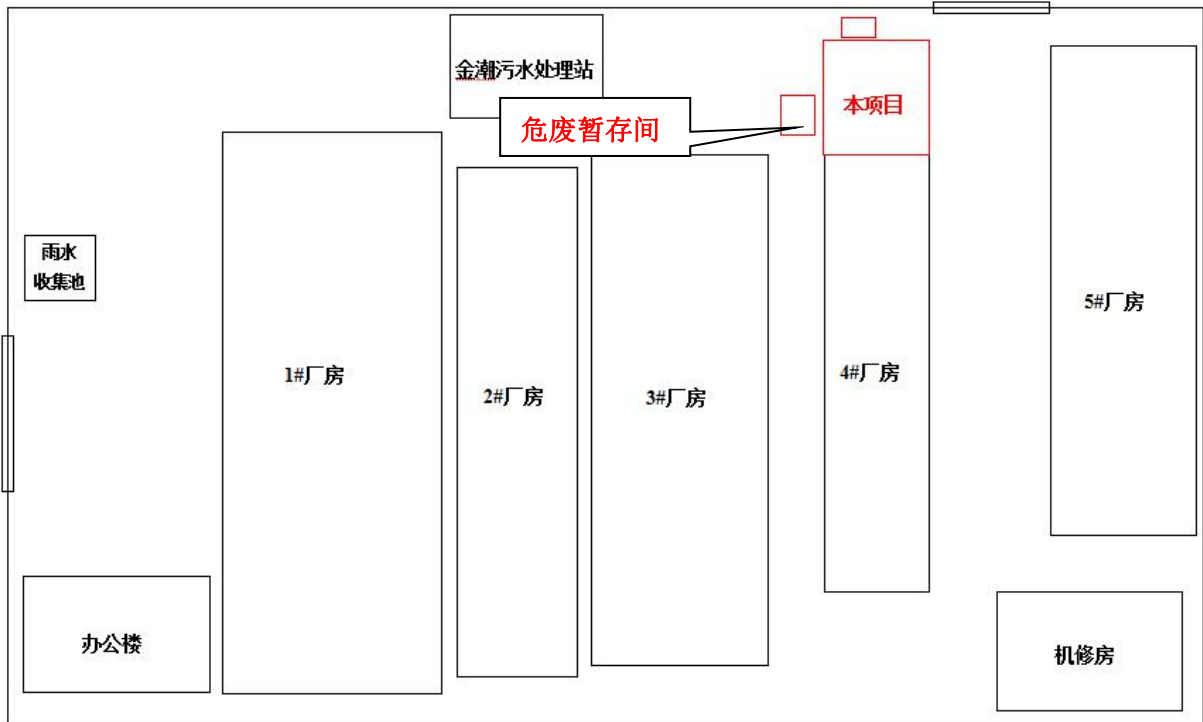 金潮污水处理站
本项目
危废暂存间
雨水
收集池
5#厂房
1#厂房
2#厂房
3#厂房
4#厂房
办公楼
机修房